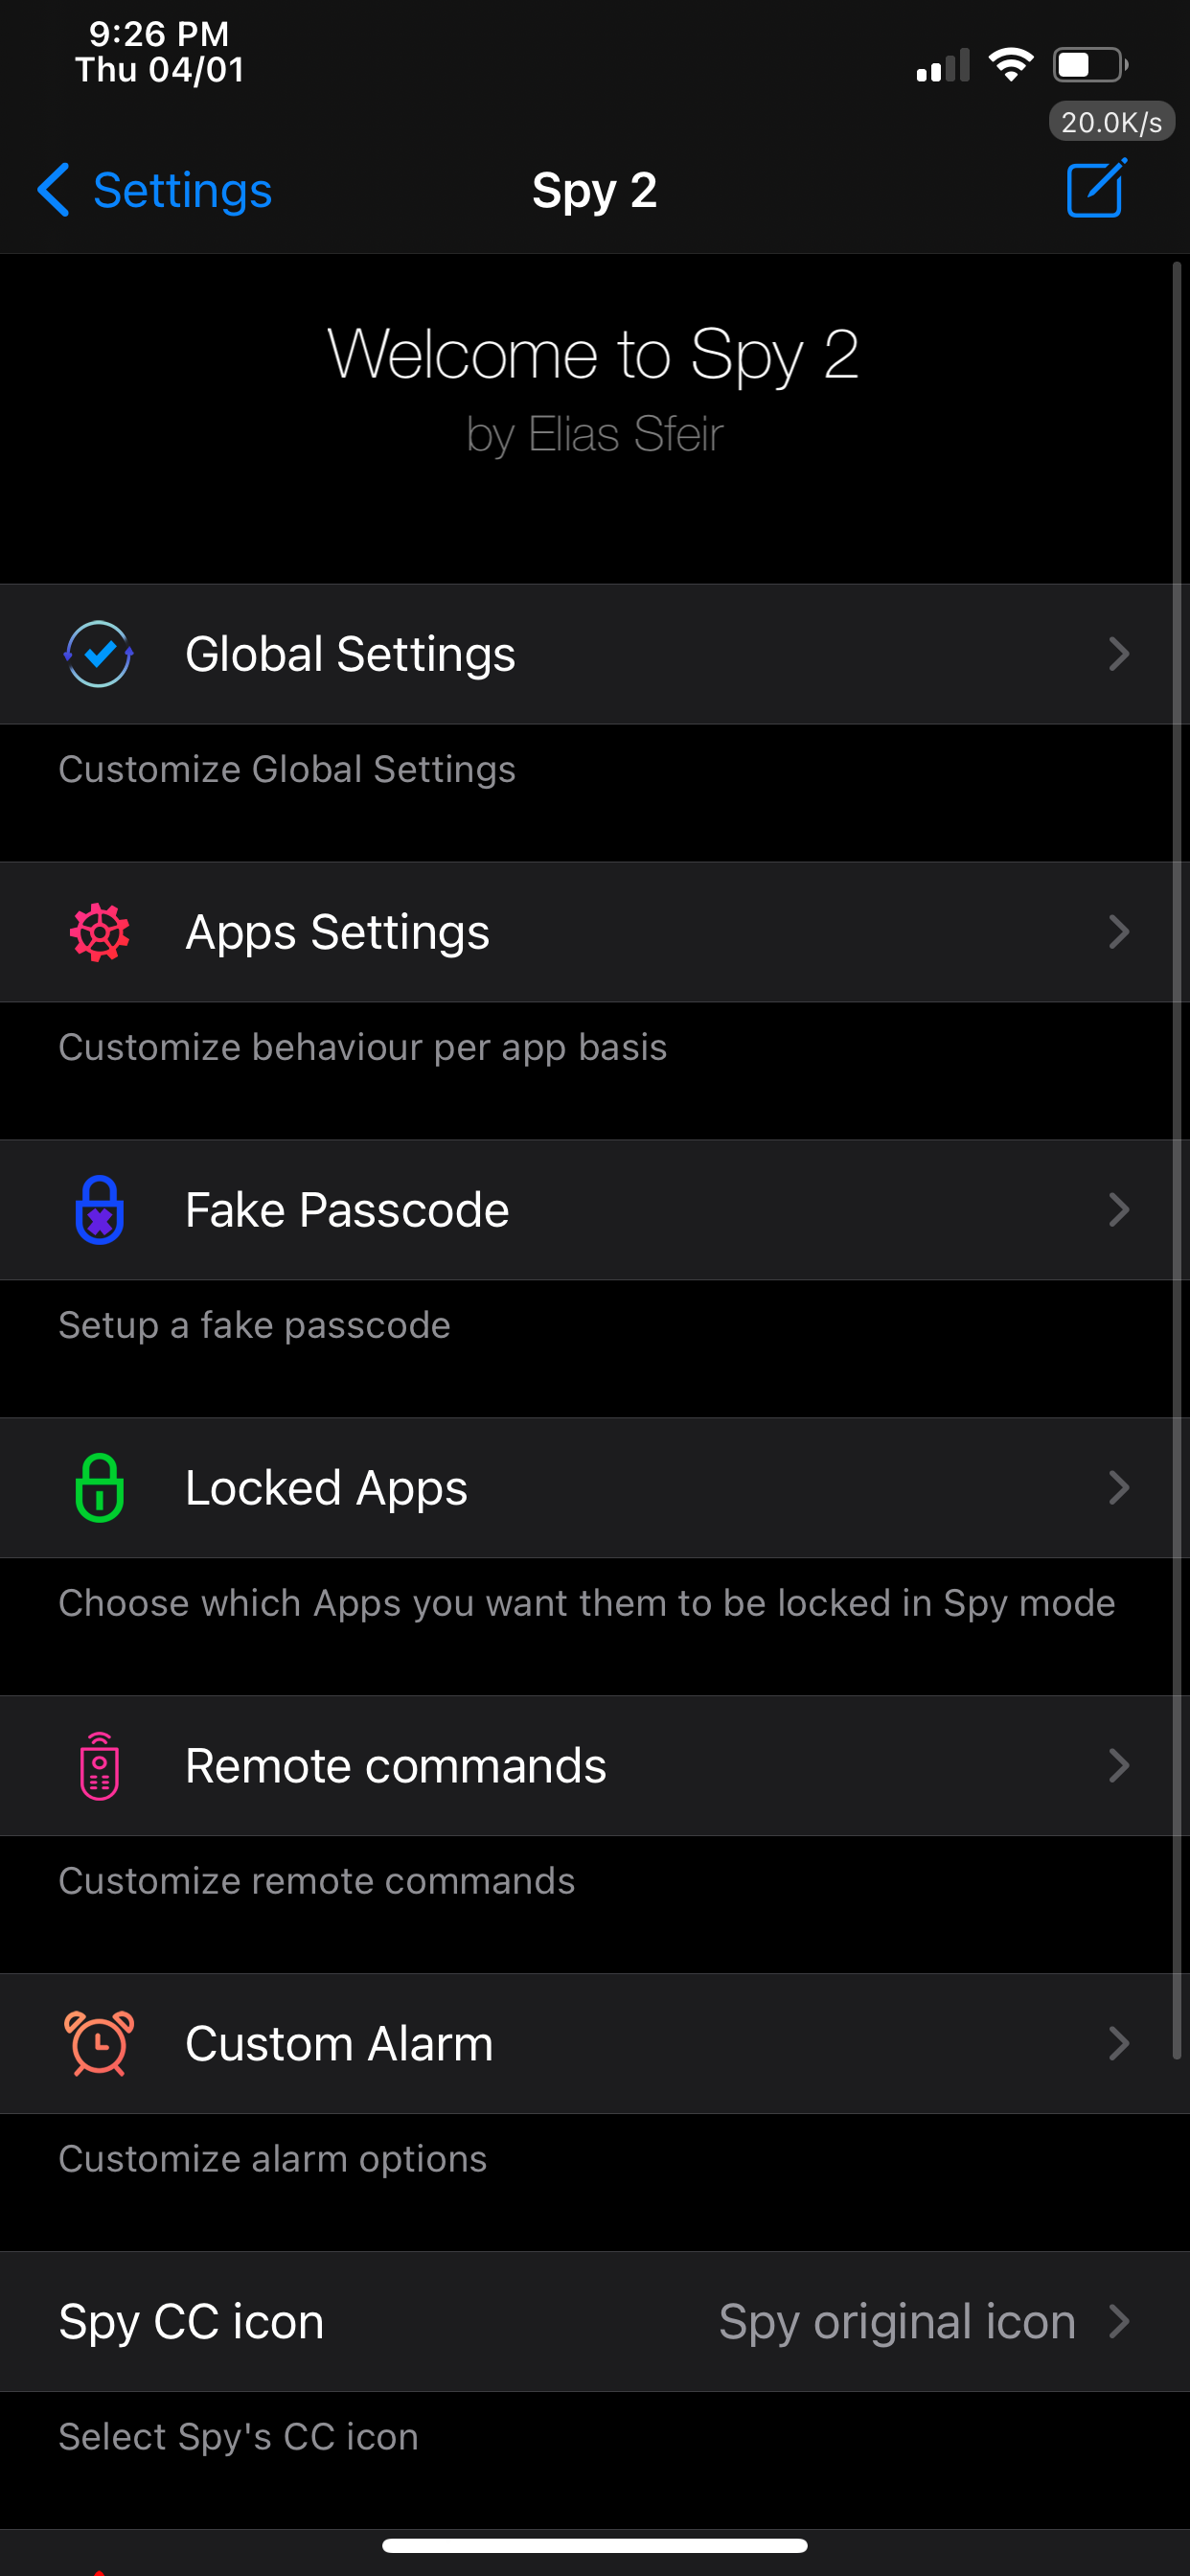 9:26 PM
Thu 04/01
20.0K/s
Settings
Spy 2
Welcome to Spy 2
by Elias Sfeir
Global Settings
Customize Global Settings
Apps Settings
Customize behaviour per app basis
Fake Passcode
Setup a fake passcode
Locked Apps
Choose which Apps you want them to be locked in Spy mode
Remote commands
Customize remote commands
Custom Alarm
Customize alarm options
Spy CC icon
Spy original icon
Select Spy's CC icon